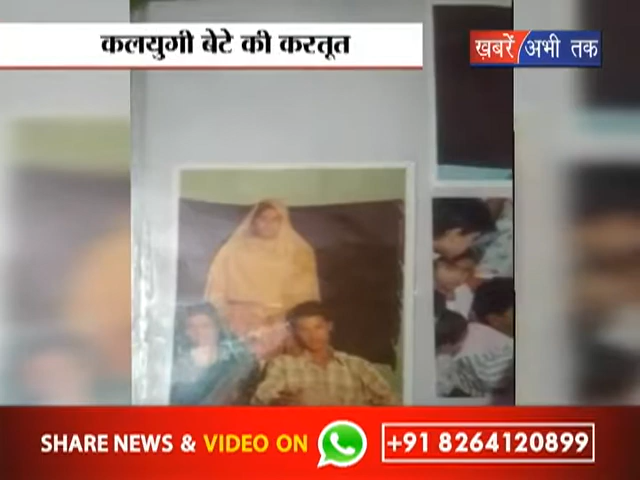 कलयुगी बेटे की करतूत
ख़बरें अभी तक
SHARE NEWS & VIDEO ON +91 8264120899